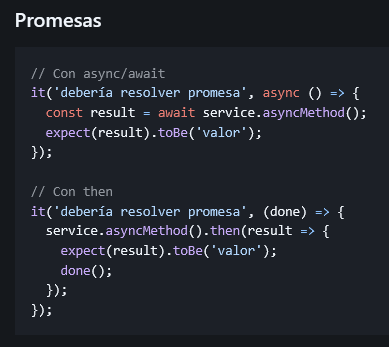 Promesas
// Con async/await
it('debería resolver promesa', async () => {
  const result = await service.asyncMethod();
  expect(result).toBe('valor');
});
// Con then
it('debería resolver promesa', (done) => {
  service.asyncMethod().then(result => {
    expect(result).toBe('valor');
    done();
  });
});